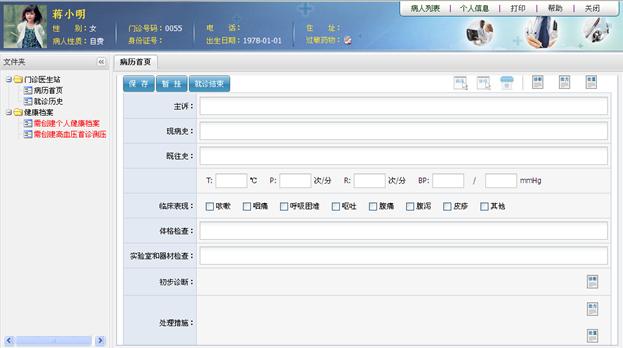 病人列表 | 个人信息 | 打印 | 帮助 | 关闭
蒋小明
性 别：女 门诊号码：0055 电 话： 住 址：
病人性质：自费 身份证号： 出生日期：1978-01-01 过敏药物：
文件夹
病历首页
门诊医生站
病历首页
就诊历史
健康档案
需创建个人健康档案
需创建高血压首诊测压
保 存 暂 挂 就诊结束
主诉：
现病史：
既往史：
T: ℃ P: 次/分 R: 次/分 BP: / mmHg
临床表现： 咳嗽 咽痛 呼吸困难 呕吐 腹痛 腹泻 皮疹 其他
体格检查：
实验室和器材检查：
初步诊断：
处理措施：